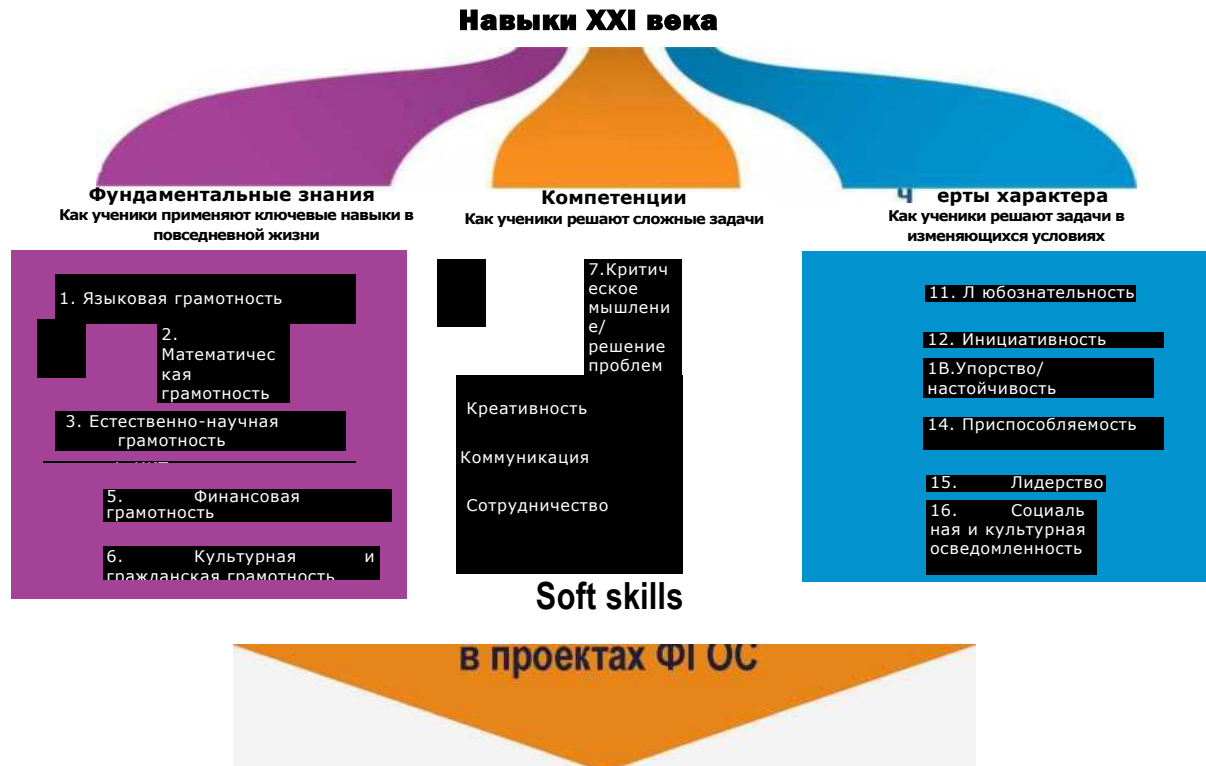 Навыки XXI века
Фундаментальные знания
Как ученики применяют ключевые навыки в
повседневной жизни
1. Языковая грамотность
2.
Математичес
кая
грамотность
3. Естественно-научная
грамотность
5. Финансовая
грамотность
6. Культурная и
гражданская грамотность
Компетенции
Как ученики решают сложные задачи
7.Критич
еское
мышлени
е/
решение
проблем
Креативность
Коммуникация
Сотрудничество
Ч ерты характера
Как ученики решают задачи в
изменяющихся условиях
11. Л юбознательность
12. Инициативность
1В.Упорство/
настойчивость
14. Приспособляемость
15. Лидерство
16. Социаль
ная и культурная
осведомленность
Soft skills
в проектах ФГОС